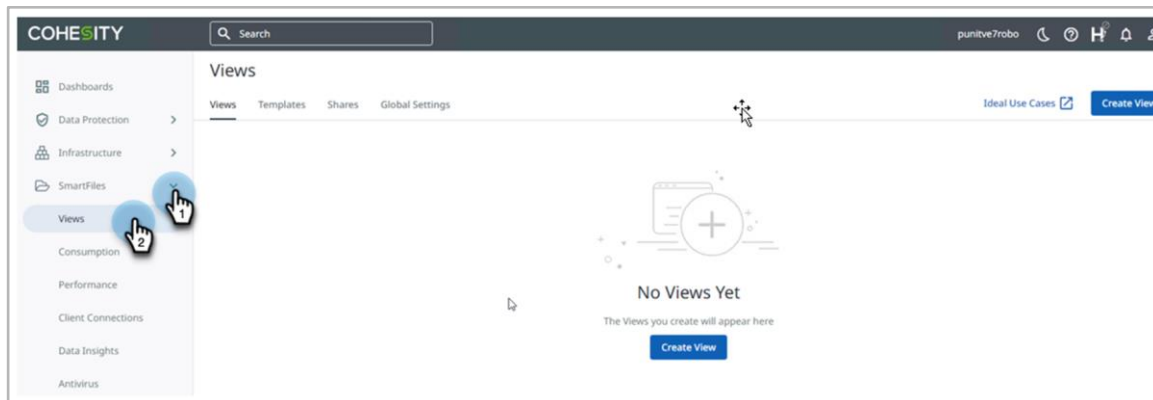 COHESITY
Search
punitve7robo
Dashboards
Data Protection
Infrastructure
SmartFiles
1
Views
2
Consumption
Performance
Client Connections
Data Insights
Antivirus
Views
Views Templates Shares Global Settings
Ideal Use Cases
Create View
No Views Yet
The Views you create will appear here
Create View